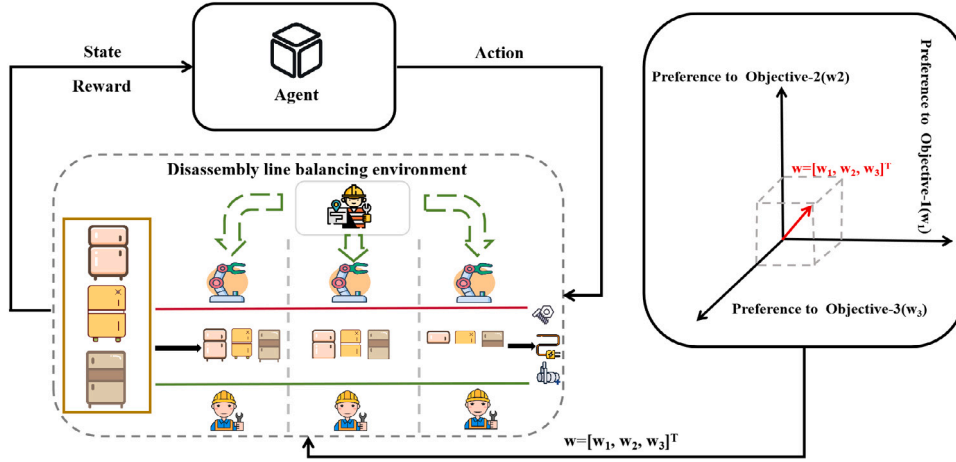 State
Reward
Agent
Action
Disassembly line balancing environment
Preference to Objective-2(w2)
Preference to Objective-1(w₁)
w=[w₁, w₂, w₃]ᵀ
Preference to Objective-3(w₃)
w=[w₁, w₂, w₃]ᵀ